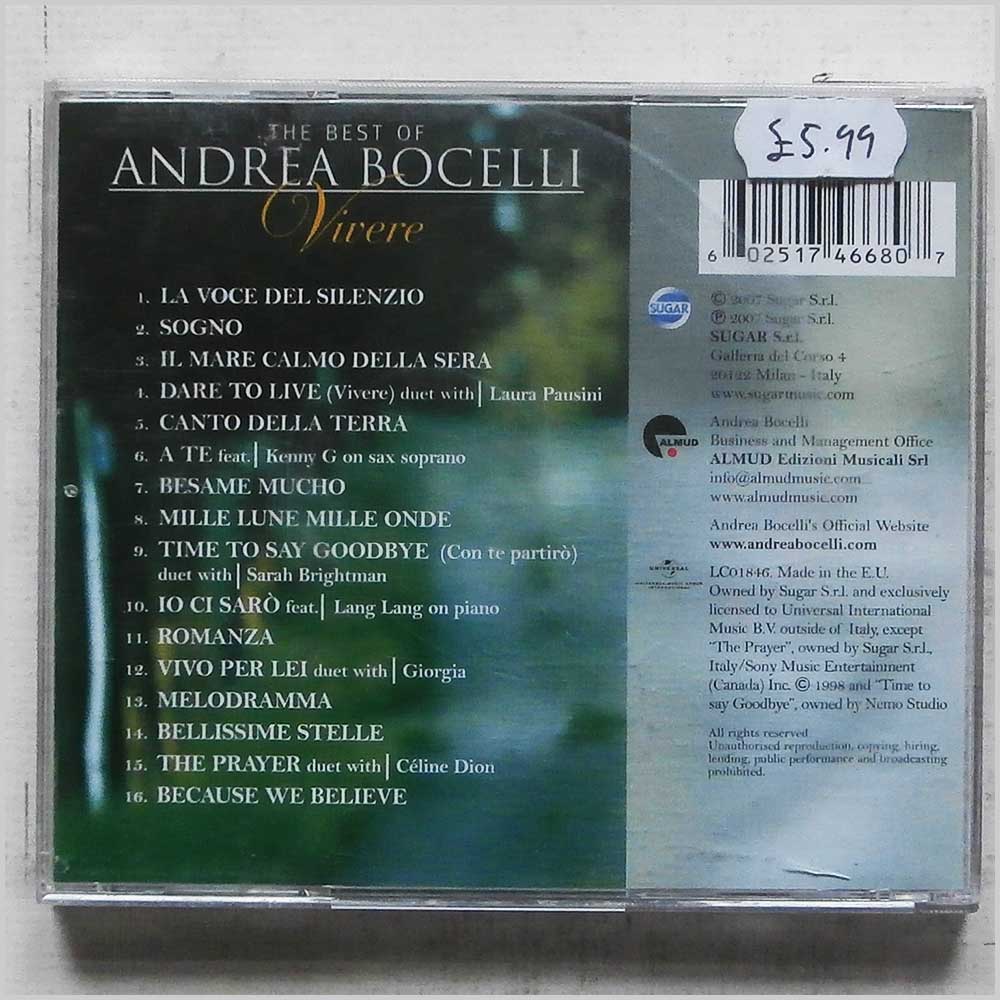 THE BEST OF
ANDREA BOCELLI
Vivere
1. LA VOCE DEL SILENZIO
2. SOGNO
3. IL MARE CALMO DELLA SERA
4. DARE TO LIVE (Vivere) duet with | Laura Pausini
5. CANTO DELLA TERRA
6. A TE feat. | Kenny G on sax soprano
7. BESAME MUCHO
8. MILLE LUNE MILLE ONDE
9. TIME TO SAY GOODBYE (Con te partirò)
duet with | Sarah Brightman
10. IO CI SARÒ feat. | Lang Lang on piano
11. ROMANZA
12. VIVO PER LEI duet with | Giorgia
13. MELODRAMMA
14. BELLISSIME STELLE
15. THE PRAYER duet with | Céline Dion
16. BECAUSE WE BELIEVE
£5.99
6 02517 46680 7
SUGAR
© 2007 Sugar S.r.l.
℗ 2007 Sugar S.r.l.
SUGAR S.r.l.
Galleria del Corso 4
20122 Milan - Italy
www.sugarmusic.com
ALMUD
Andrea Bocelli
Business and Management Office
ALMUD Edizioni Musicali Srl
info@almudmusic.com
www.almudmusic.com
Andrea Bocelli's Official Website
www.andreabocelli.com
UNIVERSAL
LC01846. Made in the E.U.
Owned by Sugar S.r.l. and exclusively
licensed to Universal International
Music B.V. outside of Italy, except
"The Prayer", owned by Sugar S.r.l.,
Italy/Sony Music Entertainment
(Canada) Inc. © 1998 and "Time to
say Goodbye", owned by Nemo Studio
All rights reserved
Unauthorised reproduction, copying, hiring,
lending, public performance and broadcasting
prohibited.